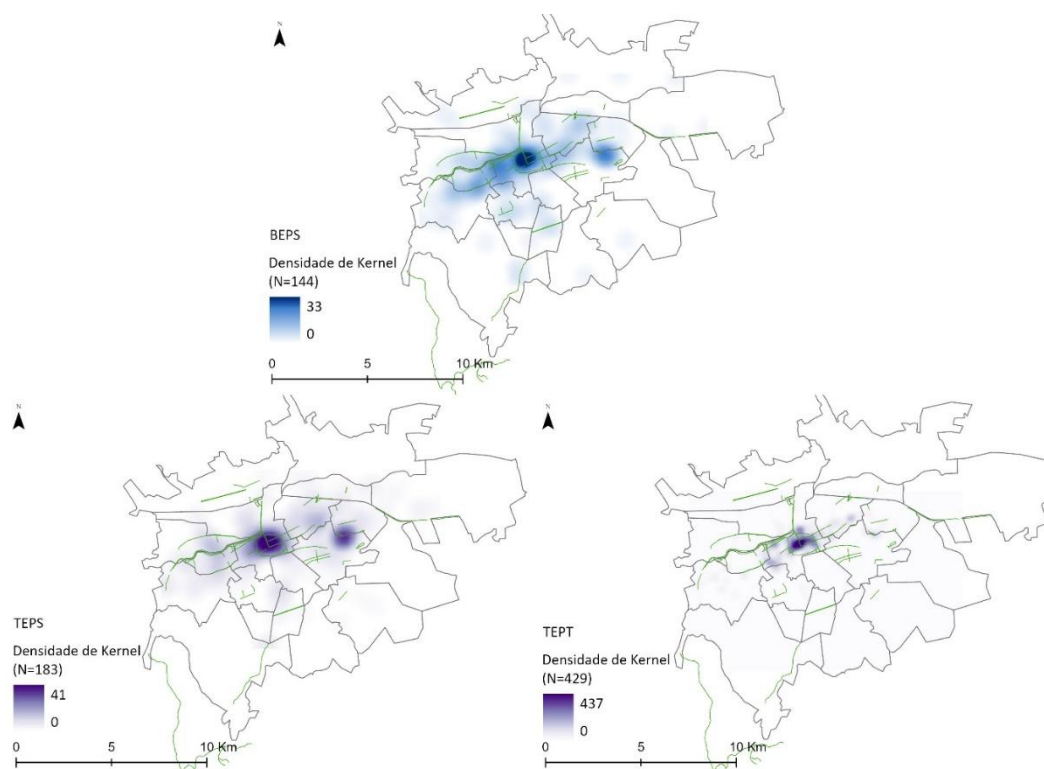 N
BEPS
Densidade de Kernel
(N=144)
33
0
0 5 10 Km
N
TEPS
Densidade de Kernel
(N=183)
41
0
0 5 10 Km
N
TEPT
Densidade de Kernel
(N=429)
437
0
0 5 10 Km